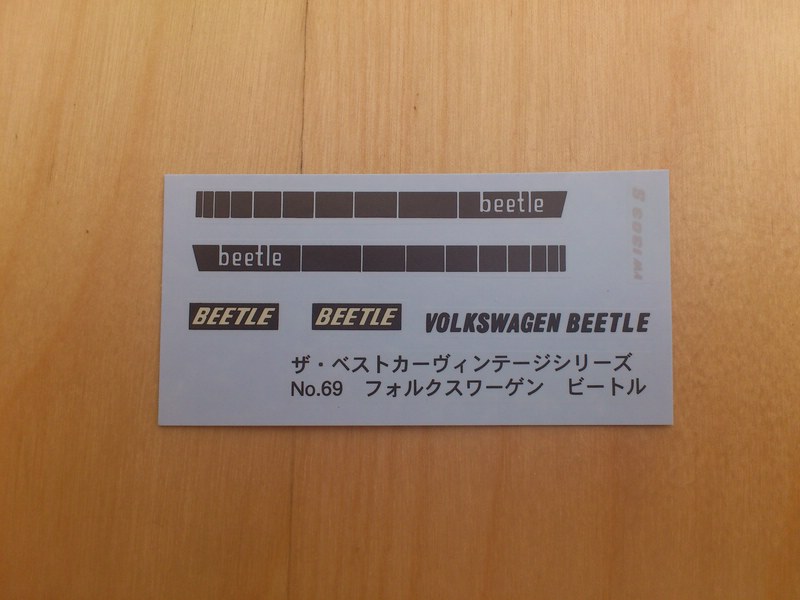 beetle
beetle
BEETLE BEETLE VOLKSWAGEN BEETLE
ザ・ベストカーヴィンテージシリーズ
No.69 フォルクスワーゲン ビートル
VW1303S